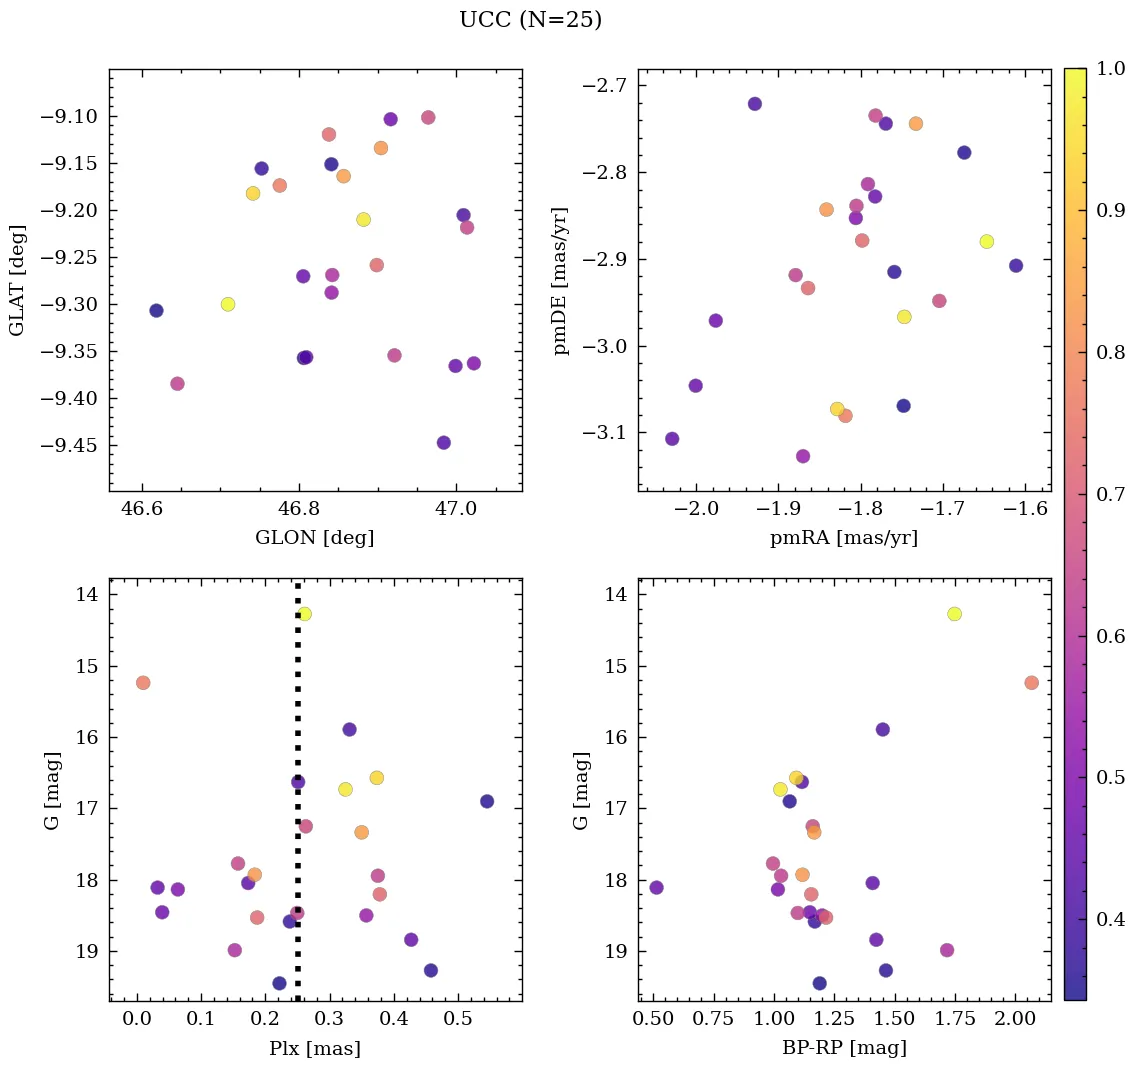 UCC (N=25)
−9.10
−9.15
−9.20
−9.25
−9.30
−9.35
−9.40
−9.45
GLAT [deg]
46.6 46.8 47.0
GLON [deg]
−2.7
−2.8
−2.9
−3.0
−3.1
pmDE [mas/yr]
−2.0 −1.9 −1.8 −1.7 −1.6
pmRA [mas/yr]
14
15
16
17
18
19
G [mag]
0.0 0.1 0.2 0.3 0.4 0.5
Plx [mas]
14
15
16
17
18
19
G [mag]
0.50 0.75 1.00 1.25 1.50 1.75 2.00
BP-RP [mag]
1.0
0.9
0.8
0.7
0.6
0.5
0.4